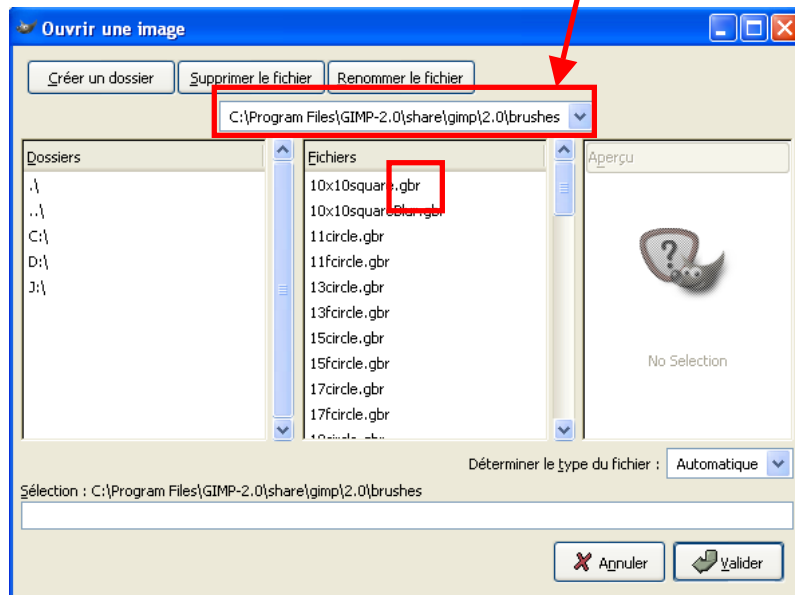 Ouvrir une image
Créer un dossier Supprimer le fichier Renommer le fichier
C:\Program Files\GIMP-2.0\share\gimp\2.0\brushes
Dossiers
.\
..\
C:\
D:\
J:\
Fichiers
10x10square.gbr
10x10squareBlur.gbr
11circle.gbr
11fcircle.gbr
13circle.gbr
13fcircle.gbr
15circle.gbr
15fcircle.gbr
17circle.gbr
17fcircle.gbr
Aperçu
No Selection
Déterminer le type du fichier : Automatique
Sélection : C:\Program Files\GIMP-2.0\share\gimp\2.0\brushes
Annuler Valider